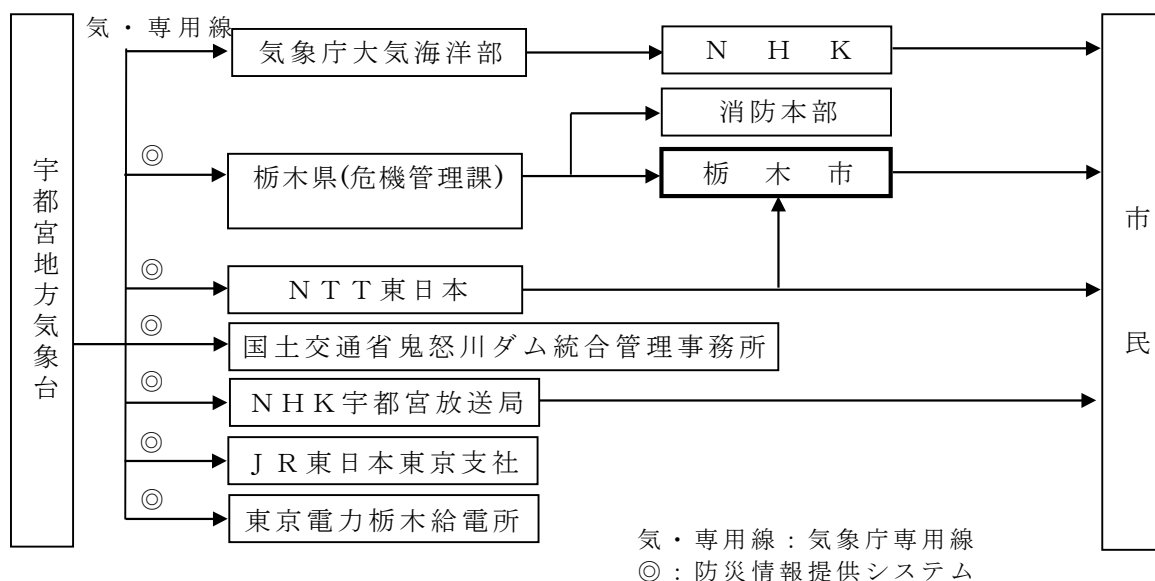 気・専用線
気象庁大気海洋部
ＮＨＫ
消防本部
◎
栃木県(危機管理課)
栃木市
宇都宮地方気象台
市民
◎
ＮＴＴ東日本
◎
国土交通省鬼怒川ダム統合管理事務所
◎
ＮＨＫ宇都宮放送局
◎
ＪＲ東日本東京支社
◎
東京電力栃木給電所
気・専用線：気象庁専用線
◎：防災情報提供システム